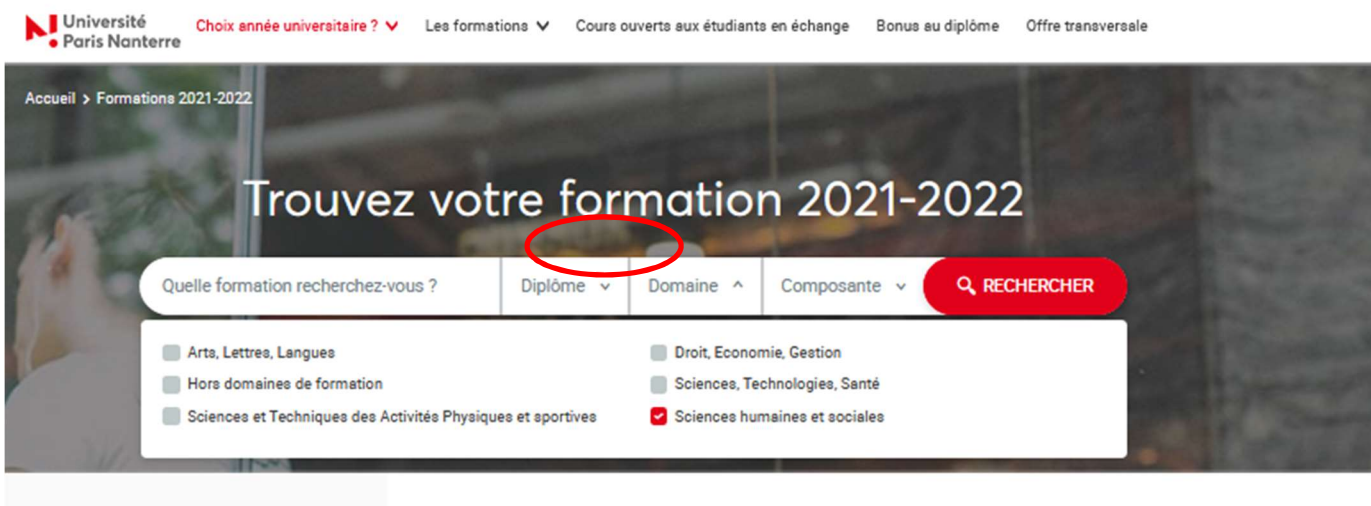 Université
Paris Nanterre
Choix année universitaire ? Les formations Cours ouverts aux étudiants en échange Bonus au diplôme Offre transversale
Accueil > Formations 2021-2022
Trouvez votre formation 2021-2022
Quelle formation recherchez-vous ? Diplôme Domaine Composante RECHERCHER
Arts, Lettres, Langues Droit, Economie, Gestion
Hors domaines de formation Sciences, Technologies, Santé
Sciences et Techniques des Activités Physiques et sportives Sciences humaines et sociales